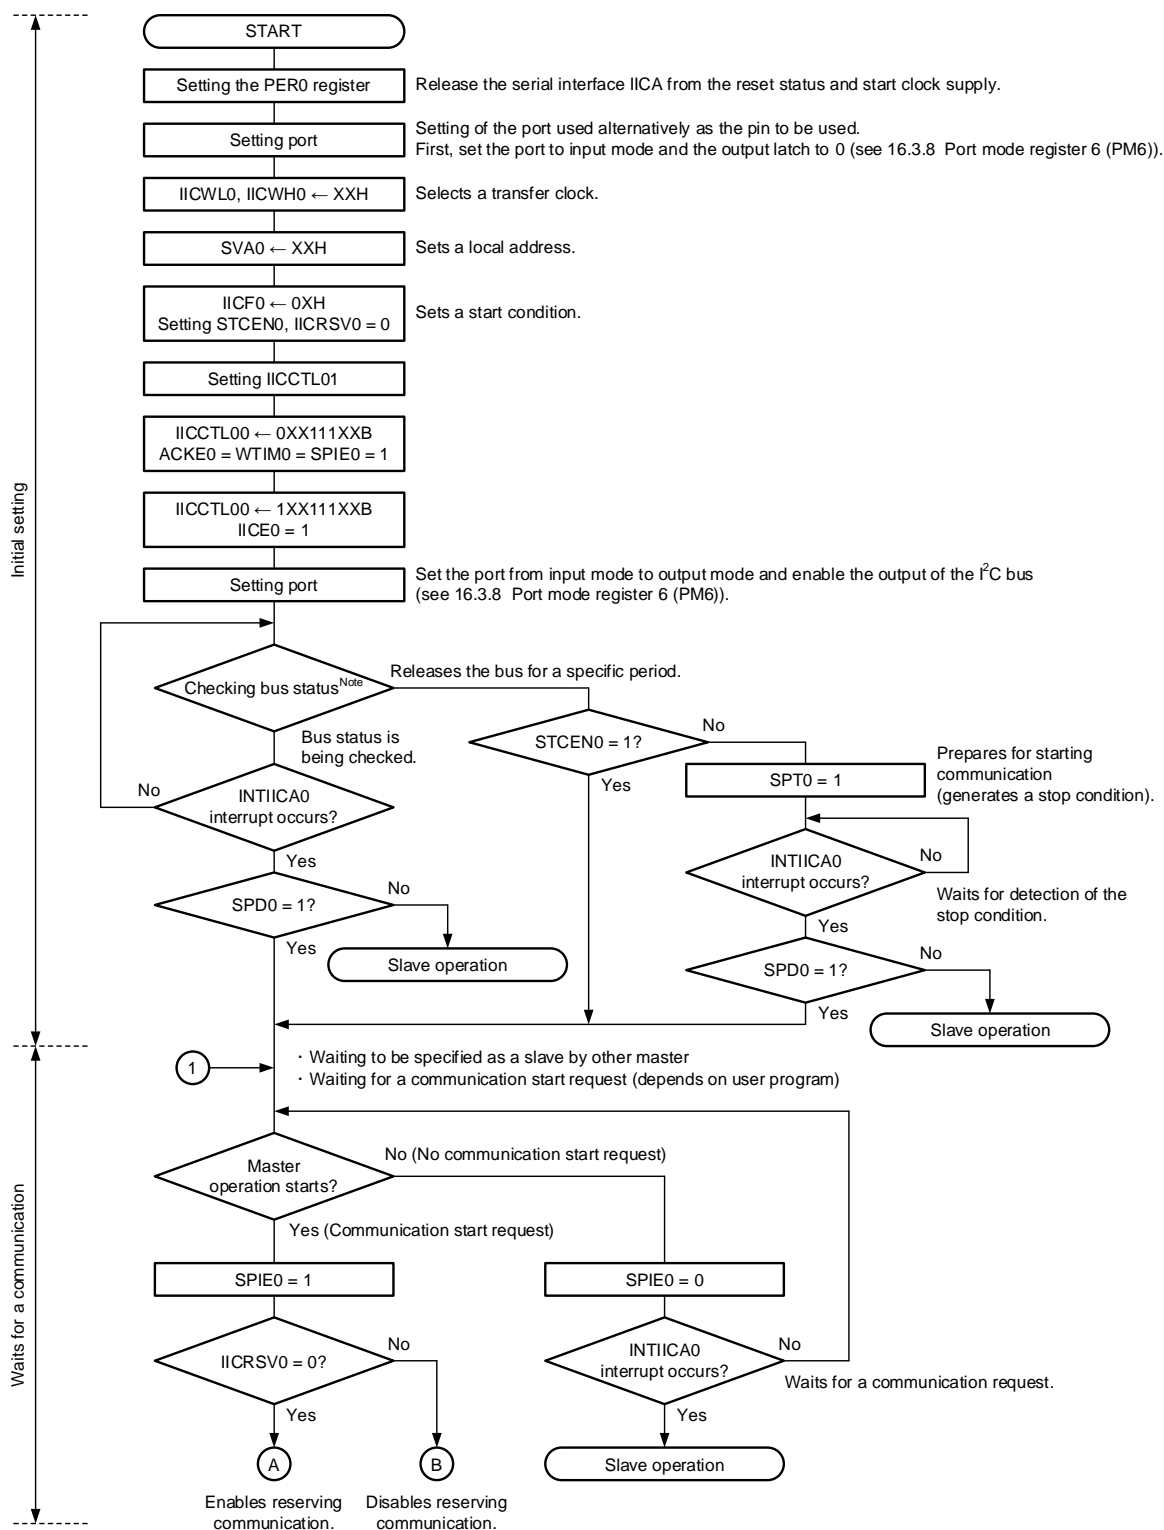 START
Setting the PER0 register
Release the serial interface IICA from the reset status and start clock supply.
Setting port
Setting of the port used alternatively as the pin to be used.
First, set the port to input mode and the output latch to 0 (see 16.3.8 Port mode register 6 (PM6)).
IICWL0, IICWH0 ← XXH
Selects a transfer clock.
SVA0 ← XXH
Sets a local address.
IICF0 ← 0XH
Setting STCEN0, IICRSV0 = 0
Sets a start condition.
Setting IICCTL01
IICCTL00 ← 0XX111XXB
ACKE0 = WTIM0 = SPIE0 = 1
IICCTL00 ← 1XX111XXB
IICE0 = 1
Initial setting
Setting port
Set the port from input mode to output mode and enable the output of the I2C bus
(see 16.3.8 Port mode register 6 (PM6)).
Checking bus statusNote
Releases the bus for a specific period.
Bus status is
being checked.
STCEN0 = 1?
No
Yes
SPT0 = 1
Prepares for starting
communication
(generates a stop condition).
No
INTIICA0
interrupt occurs?
Yes
INTIICA0
interrupt occurs?
No
Waits for detection of the
stop condition.
Yes
SPD0 = 1?
No
Yes
Slave operation
SPD0 = 1?
No
Yes
Slave operation
1
· Waiting to be specified as a slave by other master
· Waiting for a communication start request (depends on user program)
Waits for a communication
Master
operation starts?
No (No communication start request)
Yes (Communication start request)
SPIE0 = 1
SPIE0 = 0
IICRSV0 = 0?
No
Yes
INTIICA0
interrupt occurs?
No
Waits for a communication request.
Yes
A
B
Slave operation
Enables reserving
communication.
Disables reserving
communication.